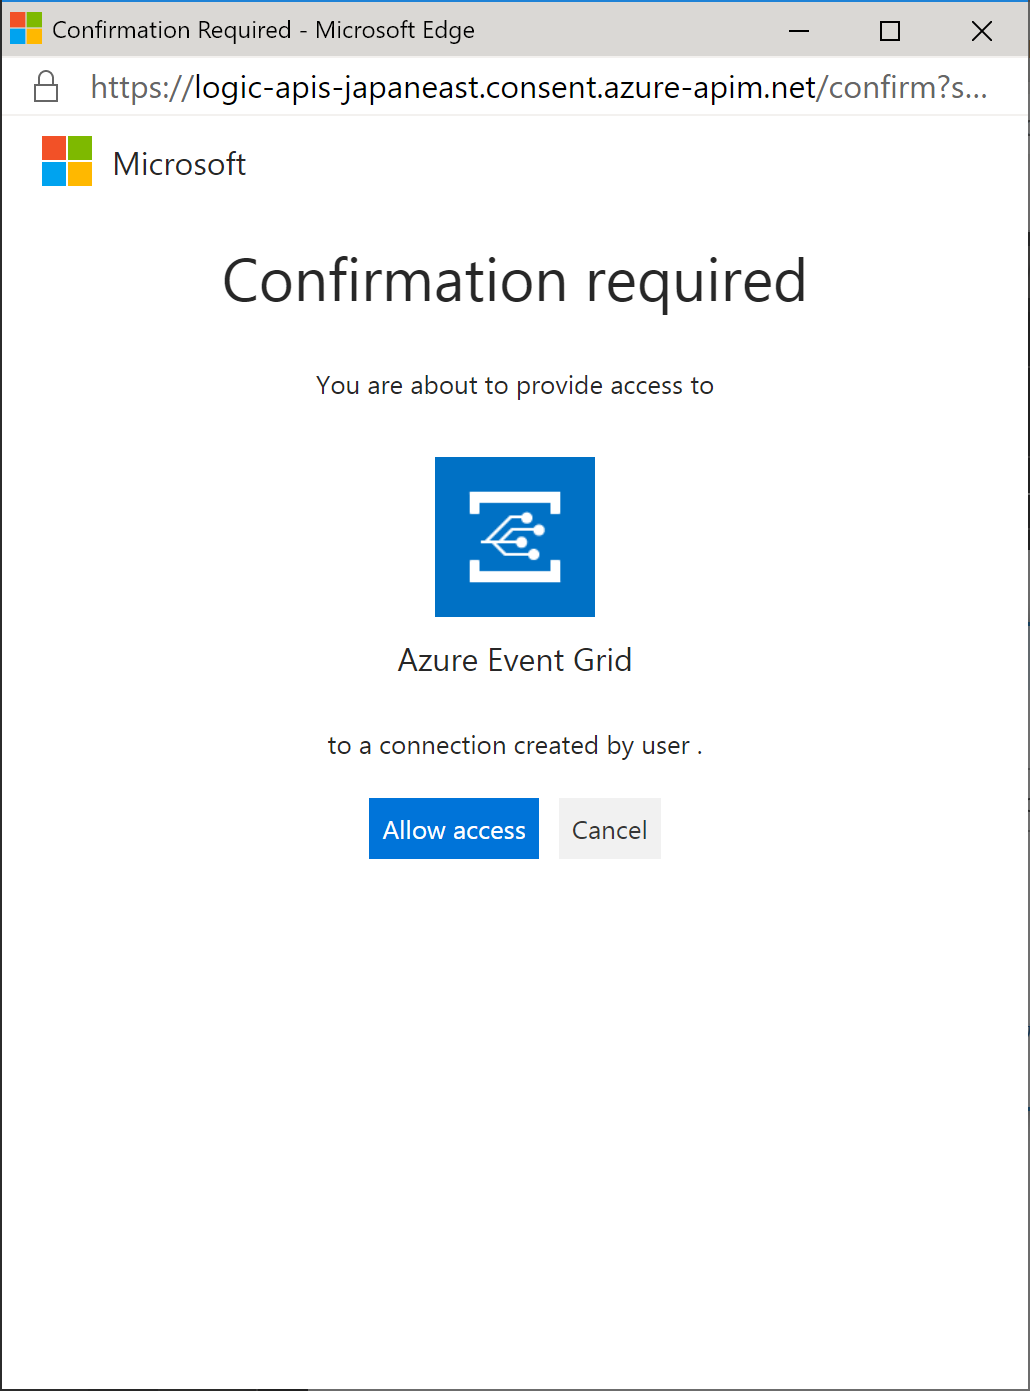 Confirmation Required - Microsoft Edge
https://logic-apis-japaneast.consent.azure-apim.net/confirm?s...
Microsoft
Confirmation required
You are about to provide access to
Azure Event Grid
to a connection created by user .
Allow access Cancel